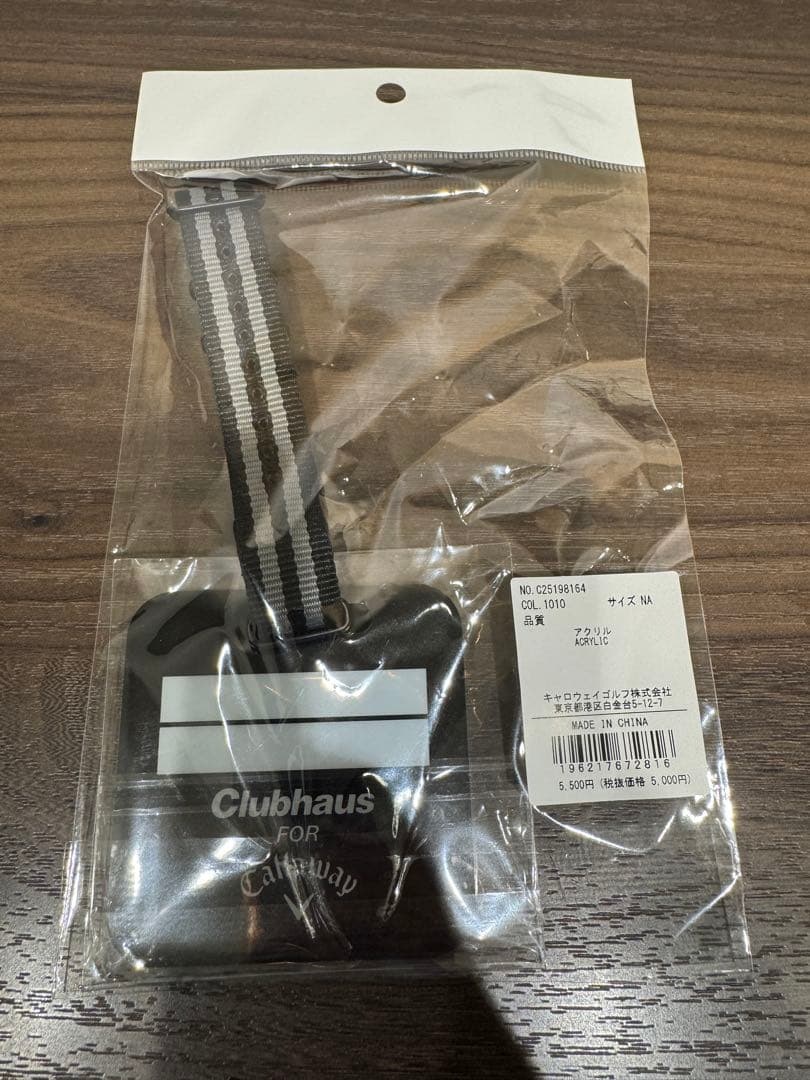 NO.C25198164
COL.1010 サイズ NA
品質
アクリル
ACRYLIC
キャロウェイゴルフ株式会社
東京都港区白金台5-12-7
MADE IN CHINA
196217672816
5,500円(税抜価格 5,000円)
Clubhaus
FOR
Callaway